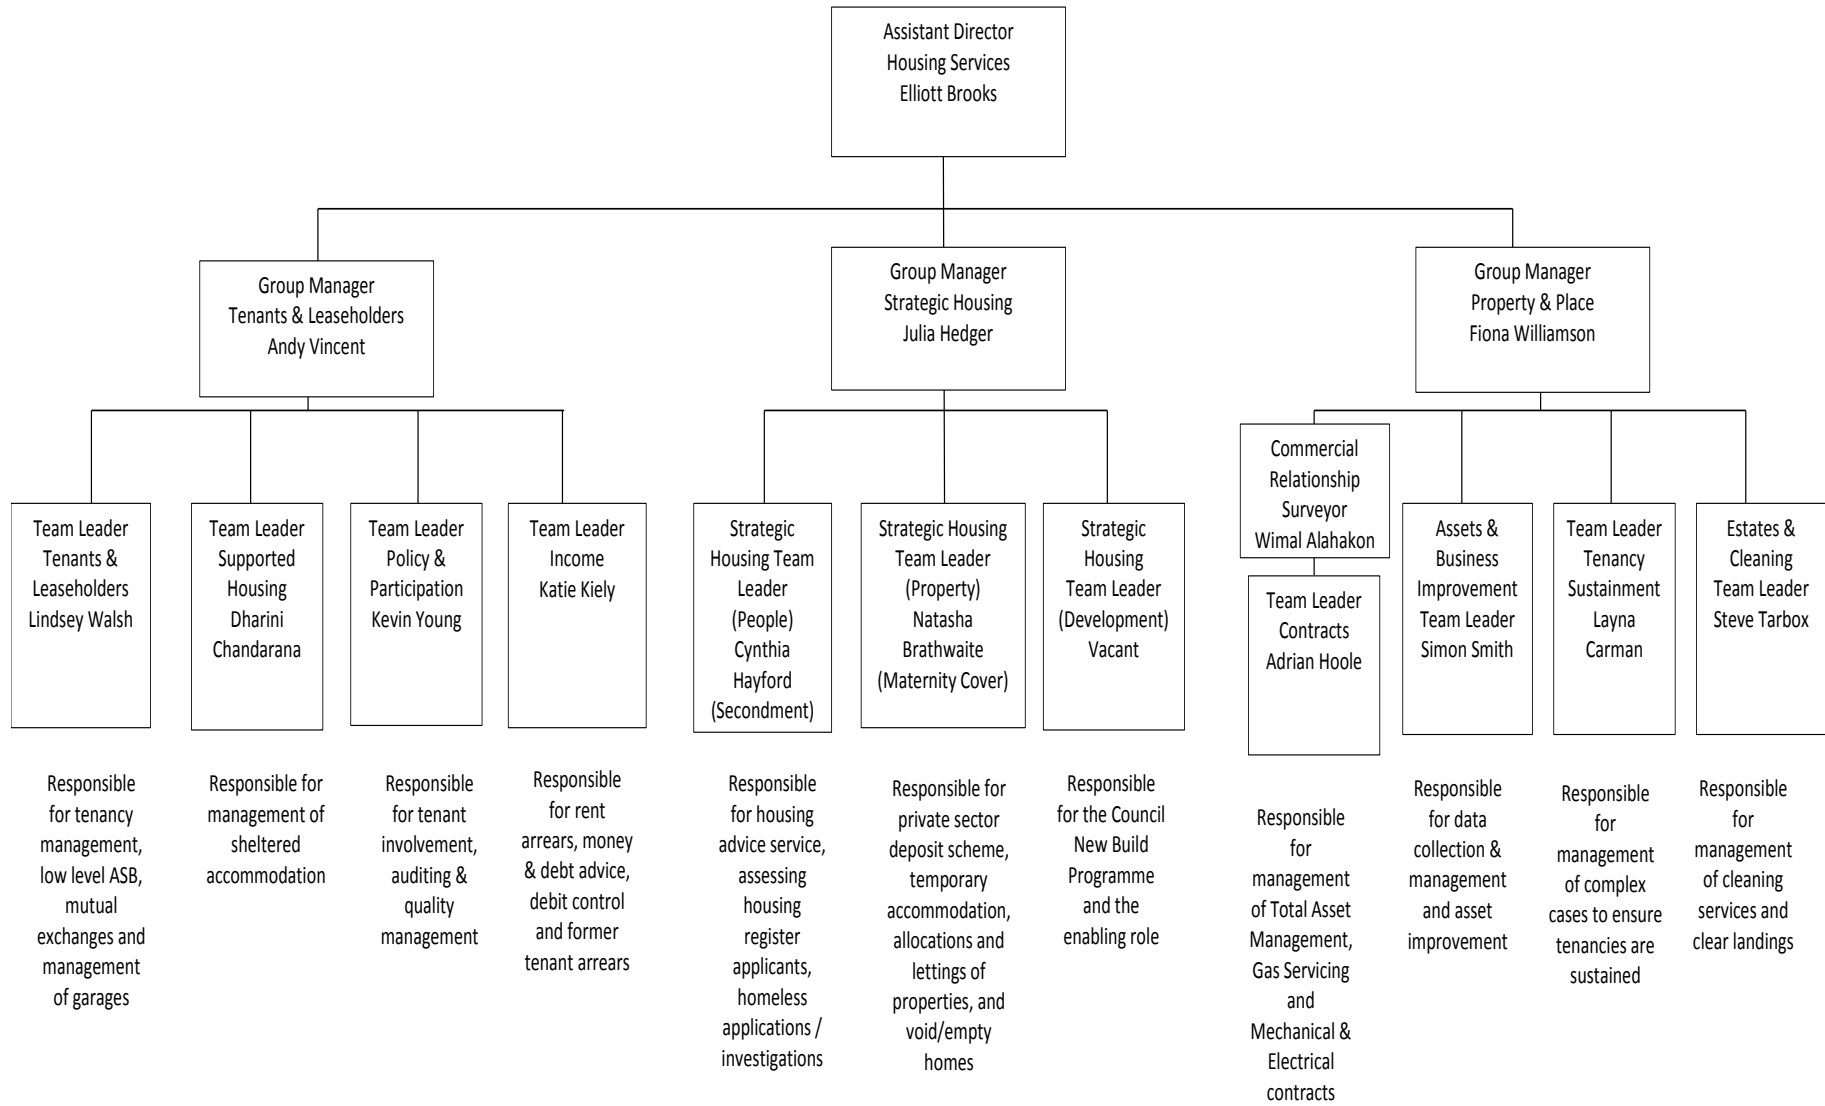 Assistant Director
Housing Services
Elliott Brooks
Group Manager
Tenants & Leaseholders
Andy Vincent
Group Manager
Strategic Housing
Julia Hedger
Group Manager
Property & Place
Fiona Williamson
Team Leader
Tenants &
Leaseholders
Lindsey Walsh
Team Leader
Supported
Housing
Dharini
Chandarana
Team Leader
Policy &
Participation
Kevin Young
Team Leader
Income
Katie Kiely
Strategic
Housing Team
Leader
(People)
Cynthia
Hayford
(Secondment)
Strategic Housing
Team Leader
(Property)
Natasha
Brathwaite
(Maternity Cover)
Strategic
Housing
Team Leader
(Development)
Vacant
Commercial
Relationship
Surveyor
Wimal Alahakon
Team Leader
Contracts
Adrian Hoole
Assets &
Business
Improvement
Team Leader
Simon Smith
Team Leader
Tenancy
Sustainment
Layna
Carman
Estates &
Cleaning
Team Leader
Steve Tarbox
Responsible
for tenancy
management,
low level ASB,
mutual
exchanges and
management
of garages
Responsible for
management of
sheltered
accommodation
Responsible
for tenant
involvement,
auditing &
quality
management
Responsible
for rent
arrears, money
& debt advice,
debit control
and former
tenant arrears
Responsible
for housing
advice service,
assessing
housing
register
applicants,
homeless
applications /
investigations
Responsible for
private sector
deposit scheme,
temporary
accommodation,
allocations and
lettings of
properties, and
void/empty
homes
Responsible
for the Council
New Build
Programme
and the
enabling role
Responsible
for
management
of Total Asset
Management,
Gas Servicing
and
Mechanical &
Electrical
contracts
Responsible
for data
collection &
management
and asset
improvement
Responsible
for
management
of complex
cases to ensure
tenancies are
sustained
Responsible
for
management
of cleaning
services and
clear landings